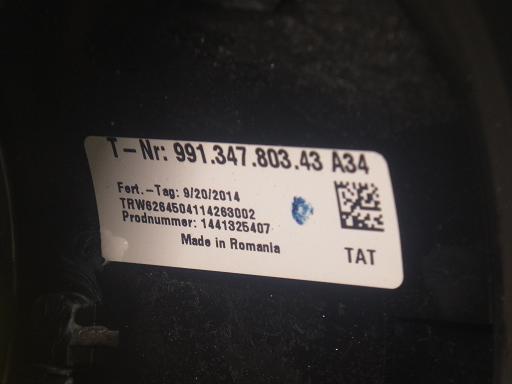 T-Nr: 991.347.803.43 A34
Fert.-Tag: 9/20/2014
TRW6264504114263002
Prodnummer: 1441325407
Made in Romania
TAT